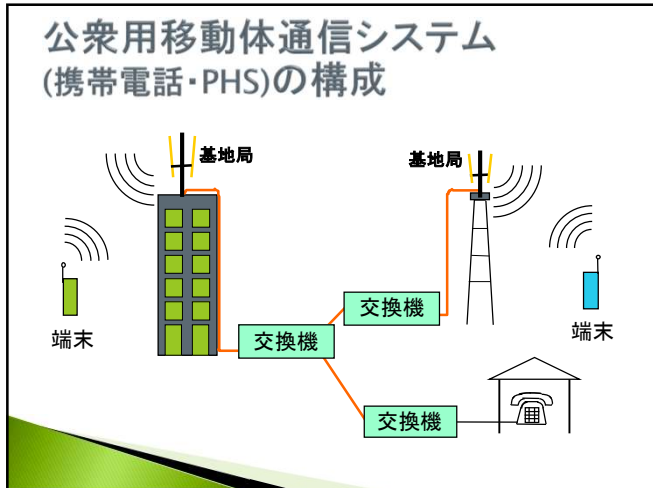 公衆用移動体通信システム
(携帯電話・PHS)の構成
基地局
基地局
端末
交換機
交換機
端末
交換機